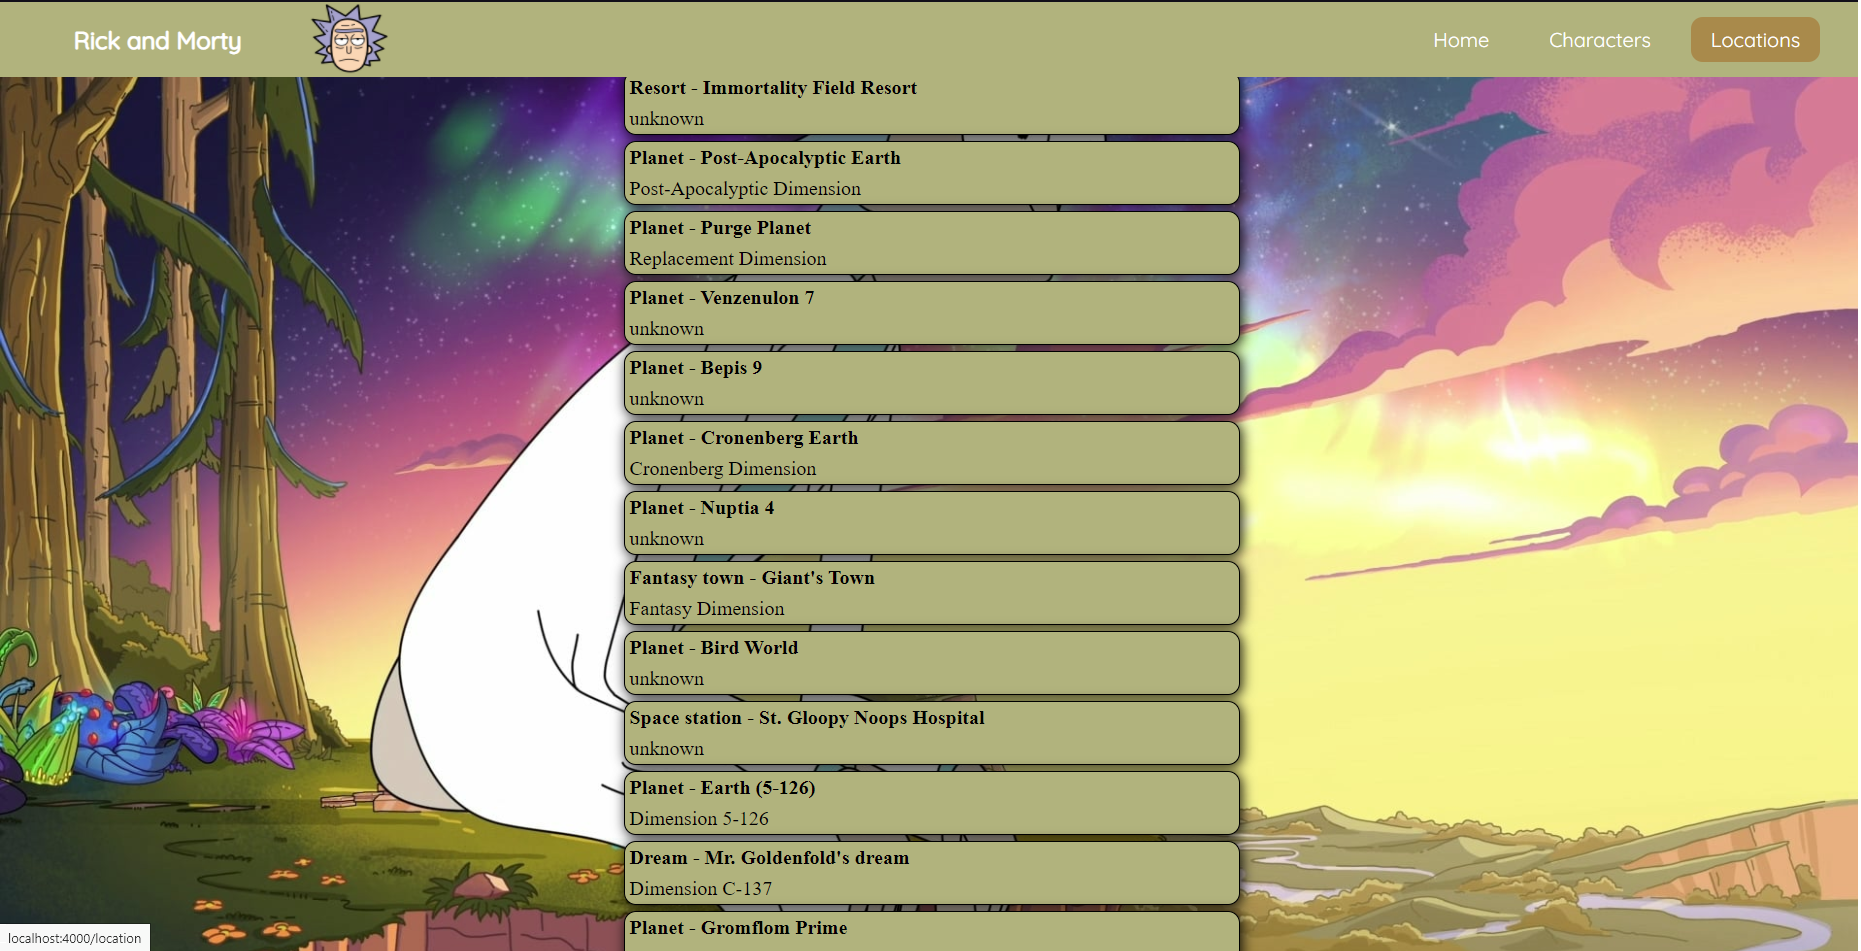 Rick and Morty
Home
Characters
Locations
Resort - Immortality Field Resort
unknown
Planet - Post-Apocalyptic Earth
Post-Apocalyptic Dimension
Planet - Purge Planet
Replacement Dimension
Planet - Venzenulon 7
unknown
Planet - Bepis 9
unknown
Planet - Cronenberg Earth
Cronenberg Dimension
Planet - Nuptia 4
unknown
Fantasy town - Giant's Town
Fantasy Dimension
Planet - Bird World
unknown
Space station - St. Gloopy Noops Hospital
unknown
Planet - Earth (5-126)
Dimension 5-126
Dream - Mr. Goldenfold's dream
Dimension C-137
Planet - Gromflom Prime
localhost:4000/location